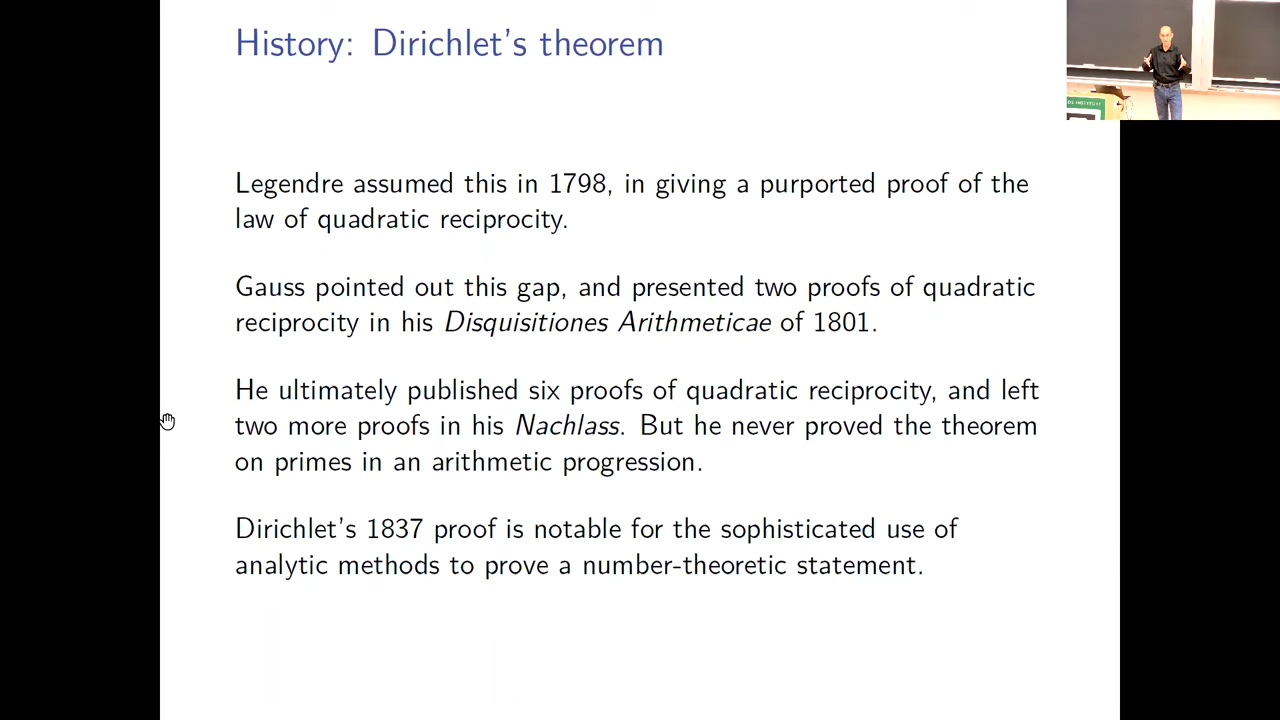 History: Dirichlet's theorem
Legendre assumed this in 1798, in giving a purported proof of the
law of quadratic reciprocity.
Gauss pointed out this gap, and presented two proofs of quadratic
reciprocity in his Disquisitiones Arithmeticae of 1801.
He ultimately published six proofs of quadratic reciprocity, and left
two more proofs in his Nachlass. But he never proved the theorem
on primes in an arithmetic progression.
Dirichlet's 1837 proof is notable for the sophisticated use of
analytic methods to prove a number-theoretic statement.
INSTITUTE